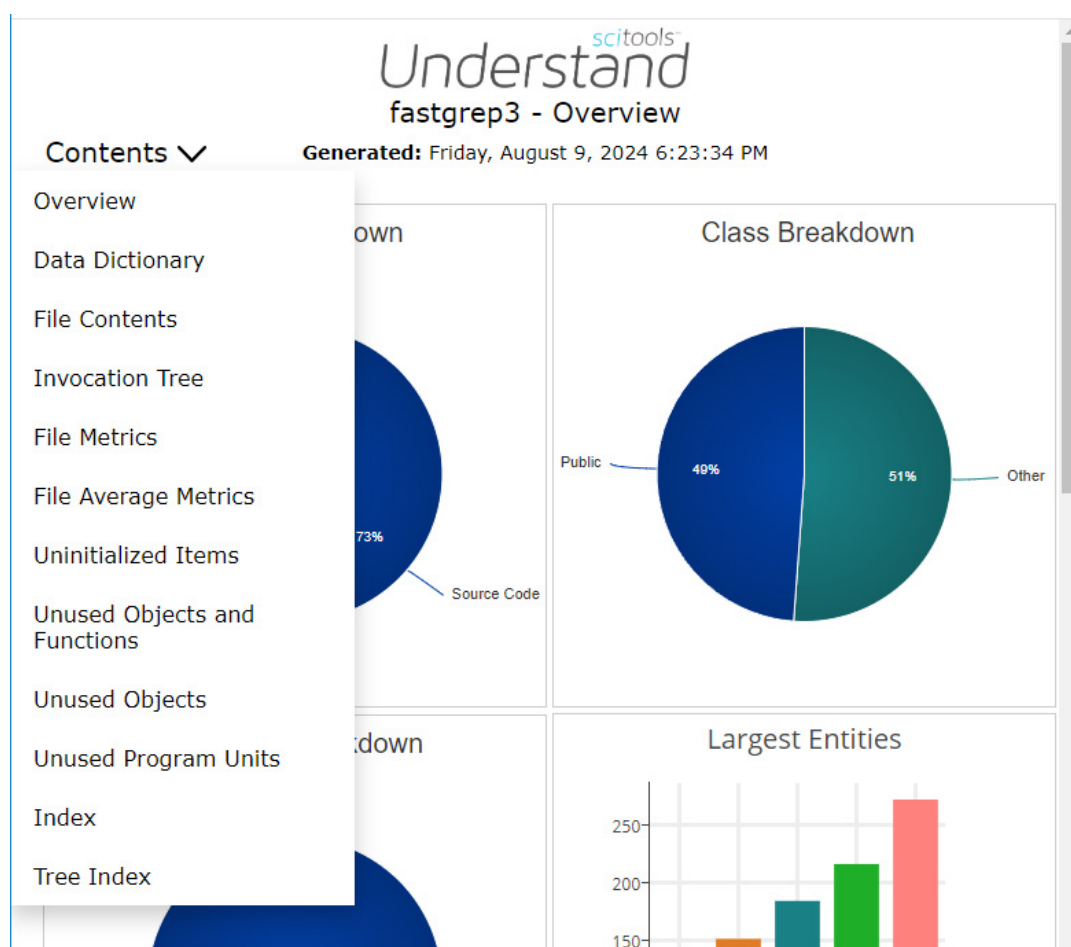 scitools
Understand
fastgrep3 - Overview
Contents
Generated: Friday, August 9, 2024 6:23:34 PM
Overview
Data Dictionary
File Contents
Invocation Tree
File Metrics
File Average Metrics
Uninitialized Items
Unused Objects and
Functions
Unused Objects
Unused Program Units
Index
Tree Index
own
73%
Source Code
Class Breakdown
Public
49%
51%
Other
kdown
Largest Entities
250
200
150